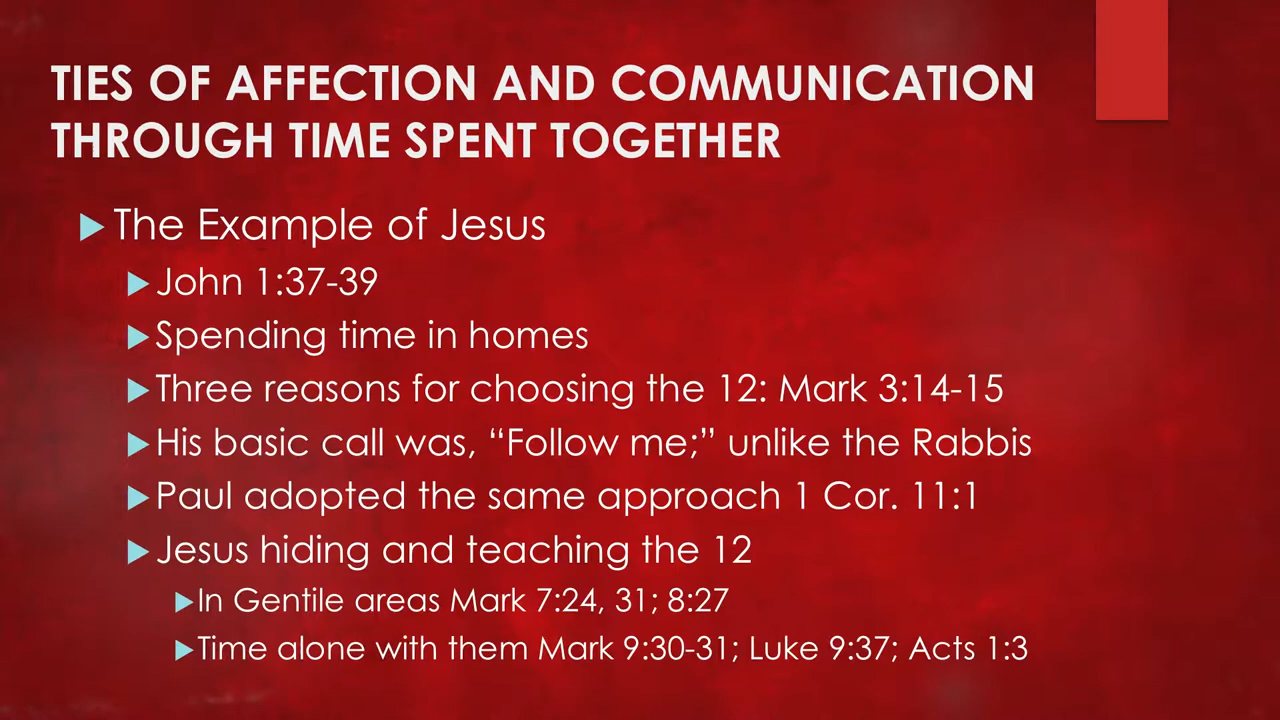 TIES OF AFFECTION AND COMMUNICATION
THROUGH TIME SPENT TOGETHER
The Example of Jesus
John 1:37-39
Spending time in homes
Three reasons for choosing the 12: Mark 3:14-15
His basic call was, “Follow me;” unlike the Rabbis
Paul adopted the same approach 1 Cor. 11:1
Jesus hiding and teaching the 12
In Gentile areas Mark 7:24, 31; 8:27
Time alone with them Mark 9:30-31; Luke 9:37; Acts 1:3